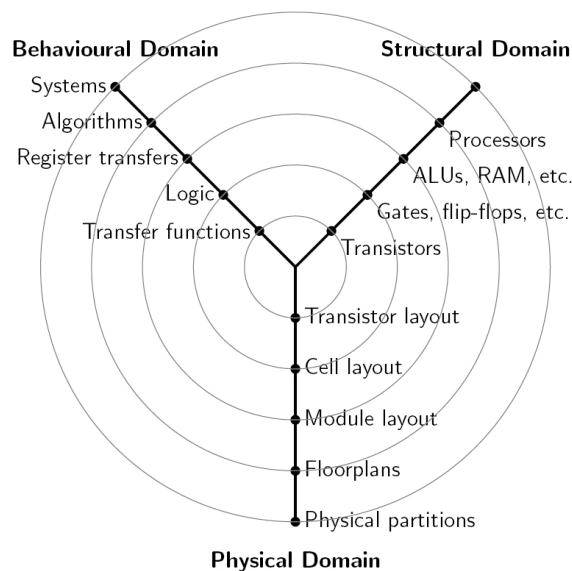 Behavioural Domain
Structural Domain
Systems
Algorithms
Register transfers
Logic
Transfer functions
Processors
ALUs, RAM, etc.
Gates, flip-flops, etc.
Transistors
Transistor layout
Cell layout
Module layout
Floorplans
Physical partitions
Physical Domain